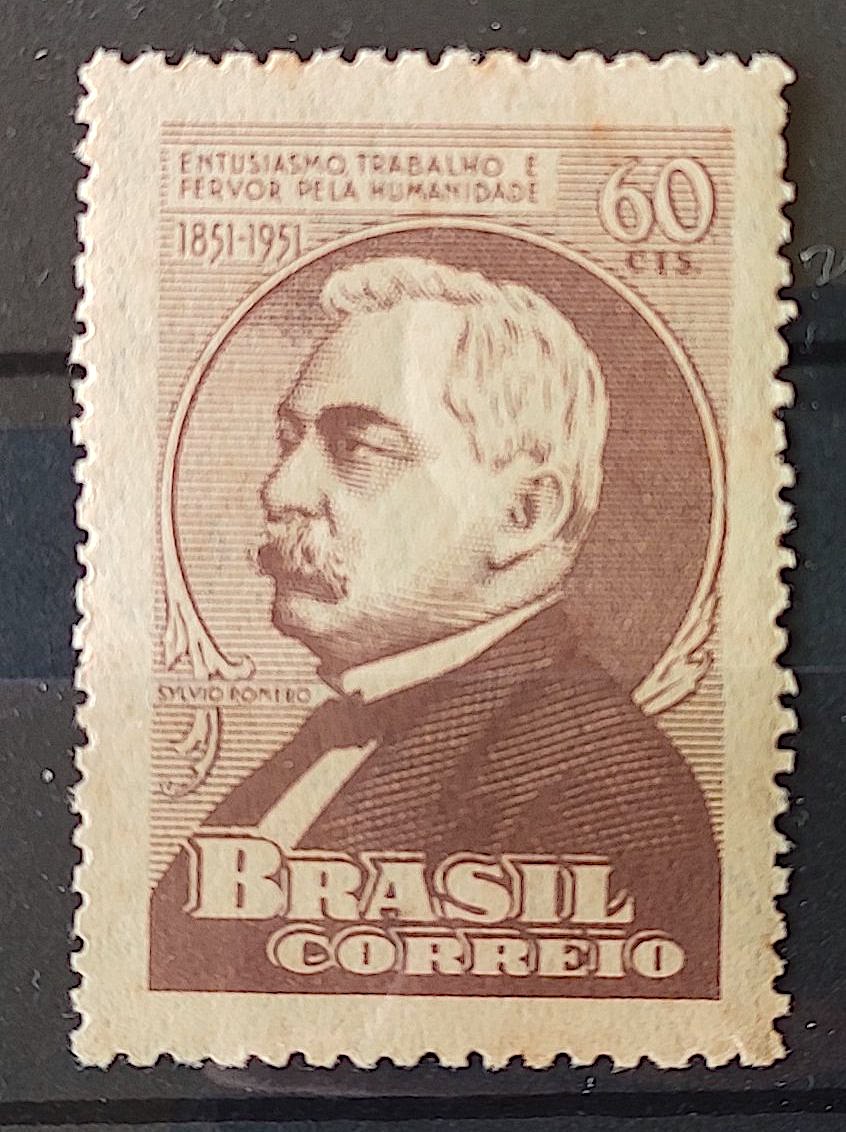 ENTUSIASMO, TRABALHO E
FERVOR PELA HUMANIDADE
1851-1951
60
CTS.
SYLVIO ROMERO
BRASIL
CORREIO